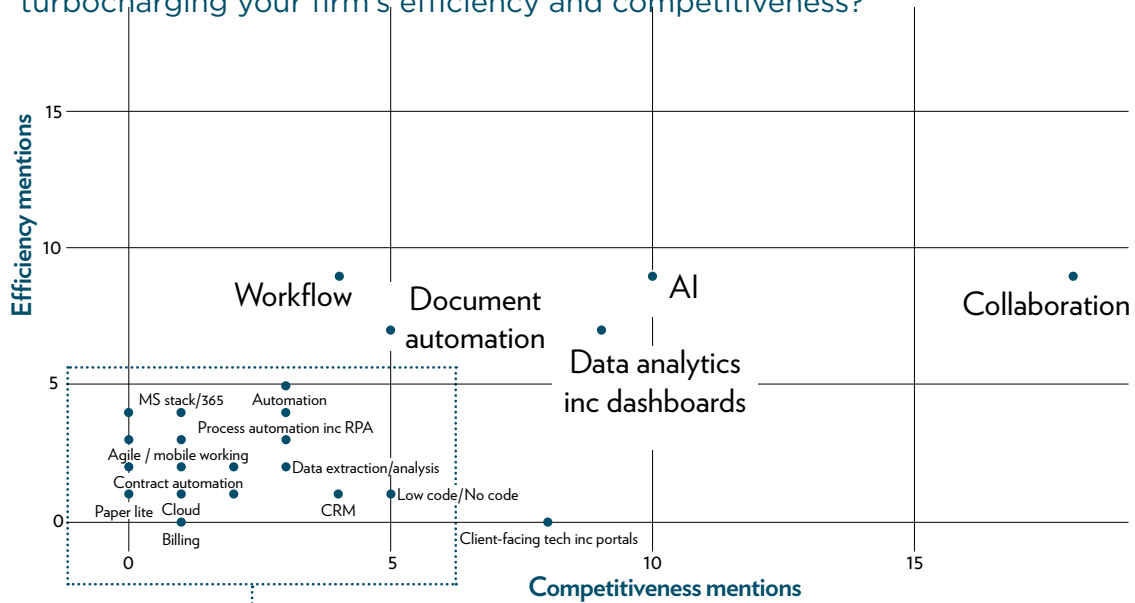 turbocharging your firm's efficiency and competitiveness?
Efficiency mentions
15
10
5
0
Workflow
Document
automation
AI
Collaboration
Data analytics
inc dashboards
MS stack/365
Automation
Process automation inc RPA
Agile / mobile working
Data extraction/analysis
Contract automation
Low code/No code
Paper lite
Cloud
CRM
Billing
Client-facing tech inc portals
0
5
10
15
Competitiveness mentions